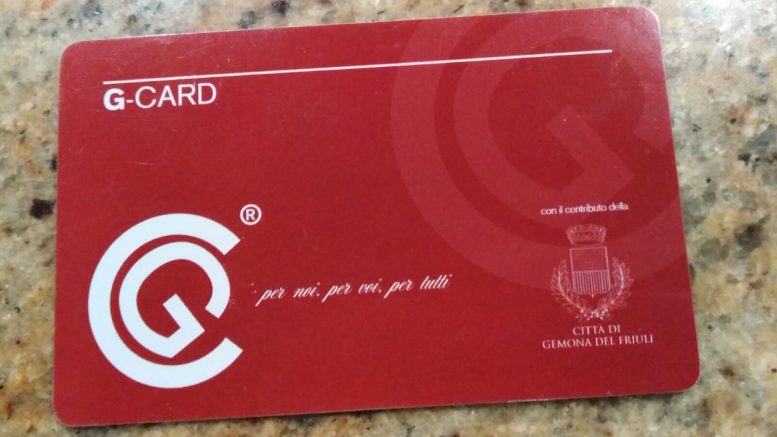 G-CARD
®
per noi, per voi, per tutti
con il contributo della
CITTÀ DI
GEMONA DEL FRIULI